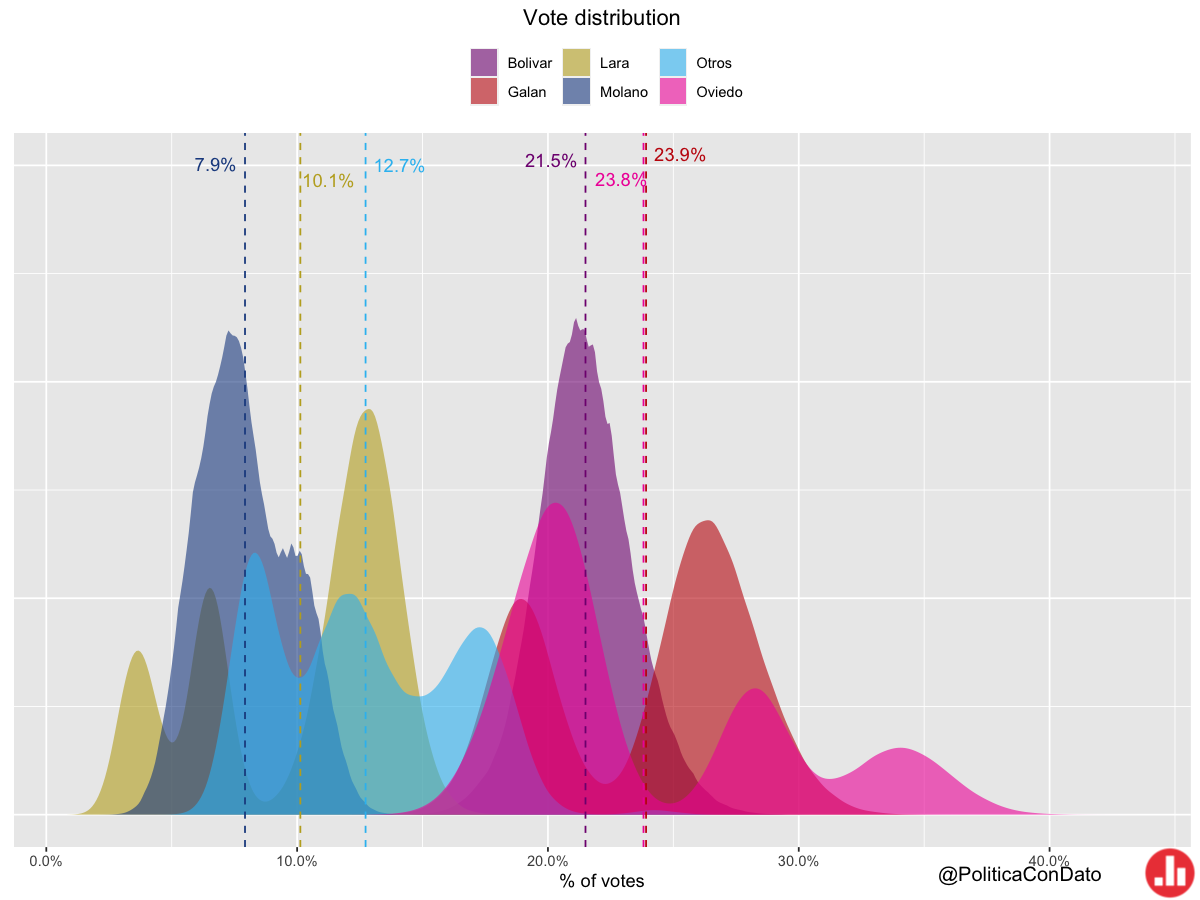 Vote distribution
Bolivar Lara Otros
Galan Molano Oviedo
7.9% 10.1% 12.7% 21.5% 23.8% 23.9%
0.0% 10.0% 20.0% 30.0% 40.0%
% of votes
@PoliticaConDato